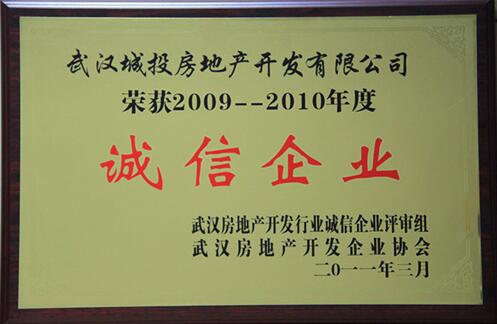 武汉城投房地产开发有限公司
荣获2009--2010年度
诚信企业
武汉房地产开发行业诚信企业评审组
武汉房地产开发企业协会
二0一一年三月